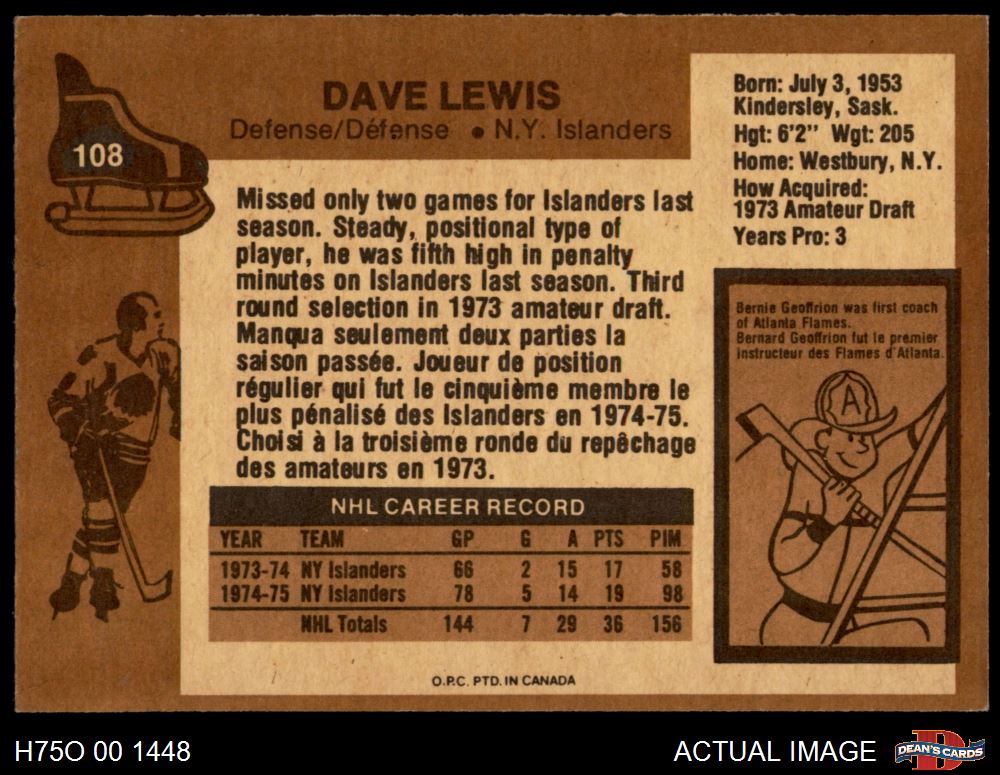 108
DAVE LEWIS
Defense/Défense • N.Y. Islanders
Born: July 3, 1953
Kindersley, Sask.
Hgt: 6'2" Wgt: 205
Home: Westbury, N.Y.
How Acquired:
1973 Amateur Draft
Years Pro: 3
Missed only two games for Islanders last
season. Steady, positional type of
player, he was fifth high in penalty
minutes on Islanders last season. Third
round selection in 1973 amateur draft.
Manqua seulement deux parties la
saison passée. Joueur de position
régulier qui fut le cinquième membre le
plus pénalisé des Islanders en 1974-75.
Choisi à la troisième ronde du repêchage
des amateurs en 1973.
Bernie Geoffrion was first coach
of Atlanta Flames.
Bernard Geoffrion fut le premier
instructeur des Flames d'Atlanta.
A
NHL CAREER RECORD
YEAR TEAM GP G A PTS PIM
1973-74 NY Islanders 66 2 15 17 58
1974-75 NY Islanders 78 5 14 19 98
NHL Totals 144 7 29 36 156
O.P.C. PTD. IN CANADA
H75O 00 1448
ACTUAL IMAGE
D
DEAN'S CARDS